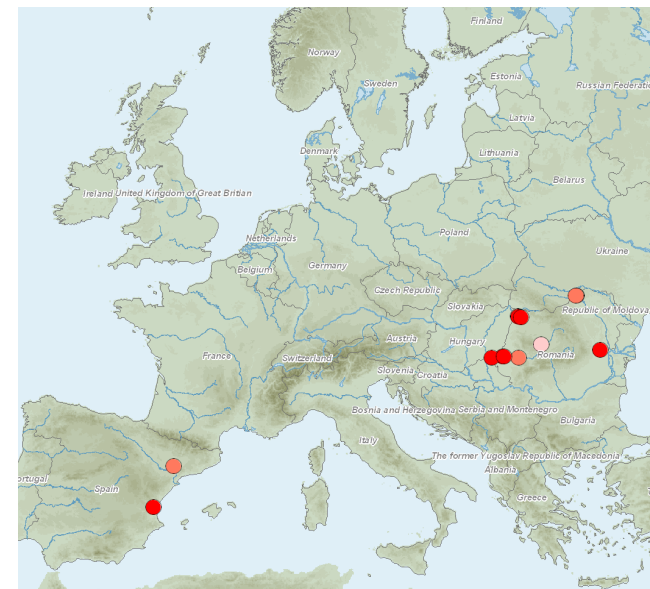 Finland
Norway
Sweden
Estonia
Russian Federatio
Latvia
Denmark
Lithuania
Belarus
Ireland
United Kingdom of Great Britian
Netherlands
Poland
Ukraine
Belgium
Germany
Czech Republic
Slovakia
Republic of Moldova
France
Switzerland
Austria
Hungary
Romania
Slovenia
Croatia
Bosnia and Herzegovina
Serbia and Montenegro
Bulgaria
Italy
The former Yugoslav Republic of Macedonia
Albania
ortugal
Spain
Greece